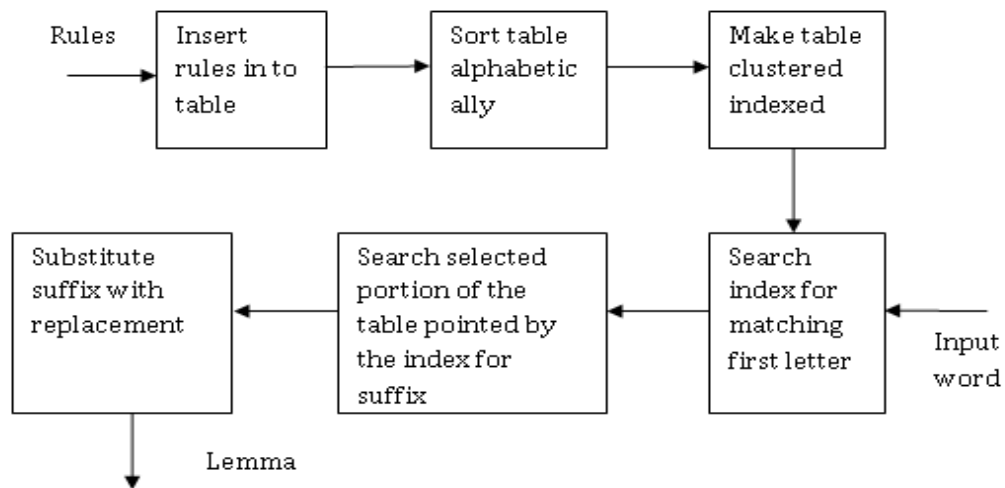 Rules
Insert
rules in to
table
Sort table
alphabetic
ally
Make table
clustered
indexed
Substitute
suffix with
replacement
Search selected
portion of the
table pointed by
the index for
suffix
Search
index for
matching
first letter
Input
word
Lemma